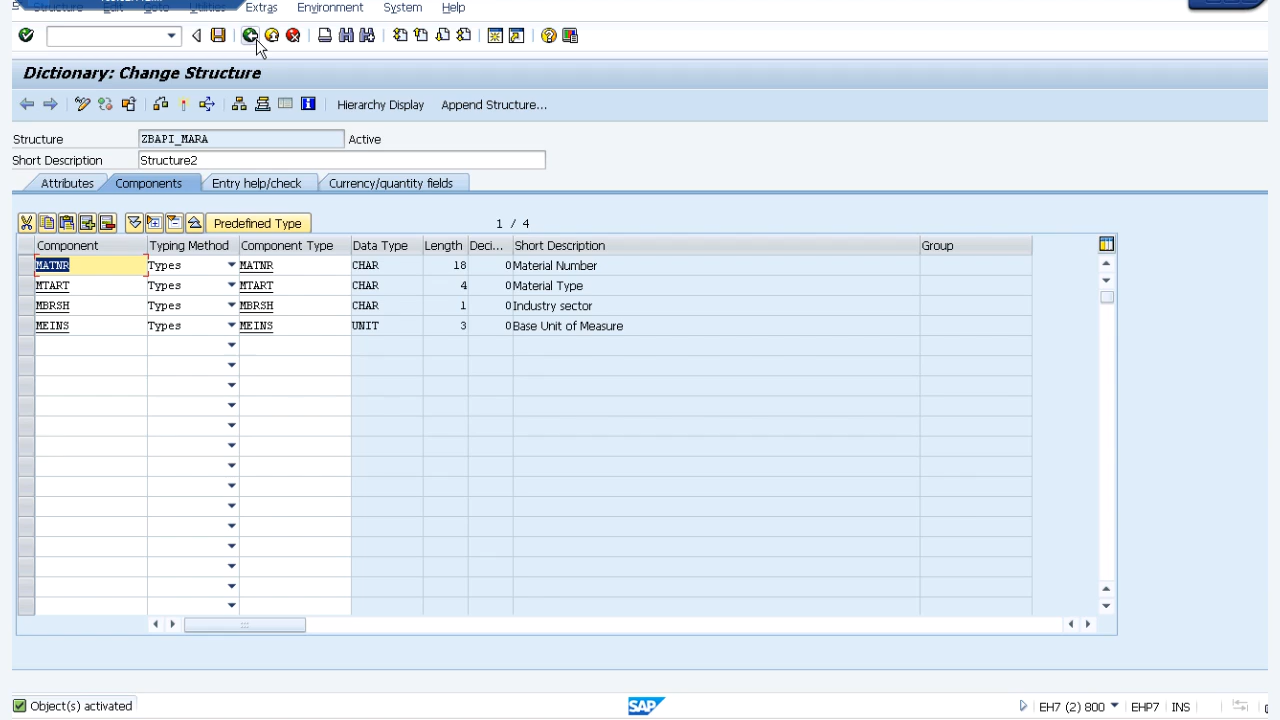 Structure Edit Goto Utilities Extras Environment System Help
Dictionary: Change Structure
Hierarchy Display Append Structure...
Structure ZBAPI_MARA Active
Short Description Structure2
Attributes Components Entry help/check Currency/quantity fields
Predefined Type 1 / 4
Component Typing Method Component Type Data Type Length Deci... Short Description Group
MATNR Types MATNR CHAR 18 0 Material Number
MTART Types MTART CHAR 4 0 Material Type
MBRSH Types MBRSH CHAR 1 0 Industry sector
MEINS Types MEINS UNIT 3 0 Base Unit of Measure
Object(s) activated SAP EH7 (2) 800 EHP7 INS